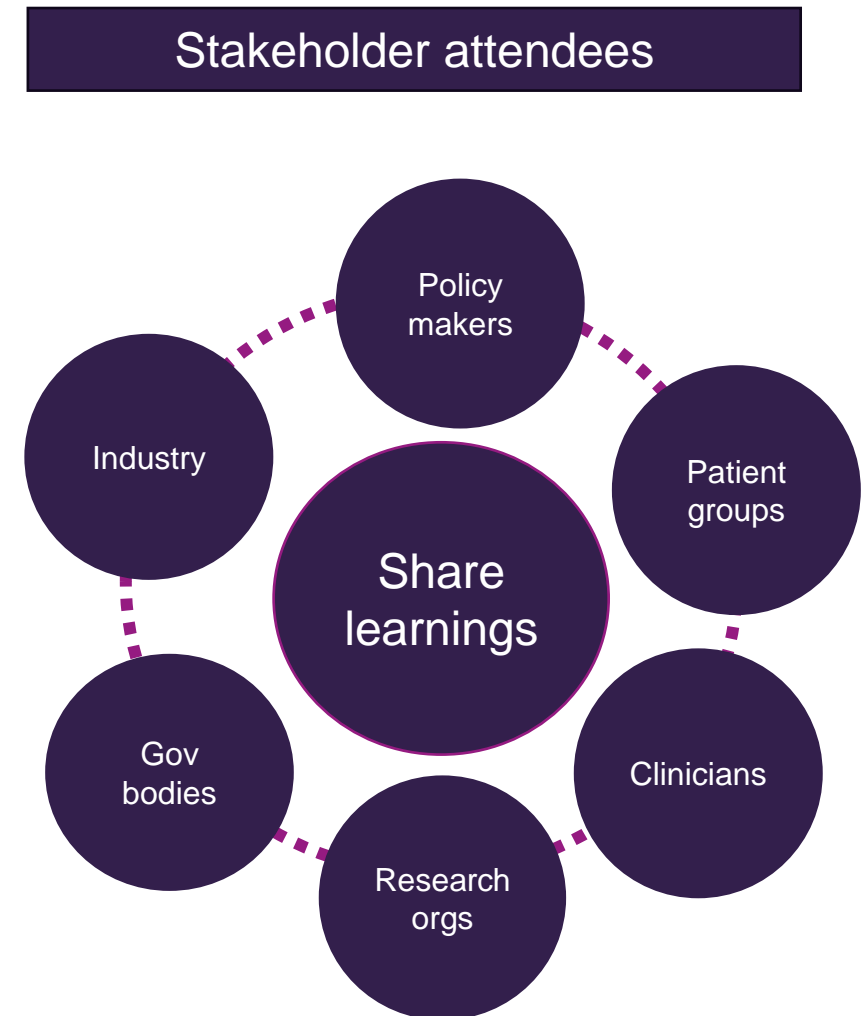 Stakeholder attendees
Policy
makers
Industry
Patient
groups
Share
learnings
Gov
bodies
Clinicians
Research
orgs